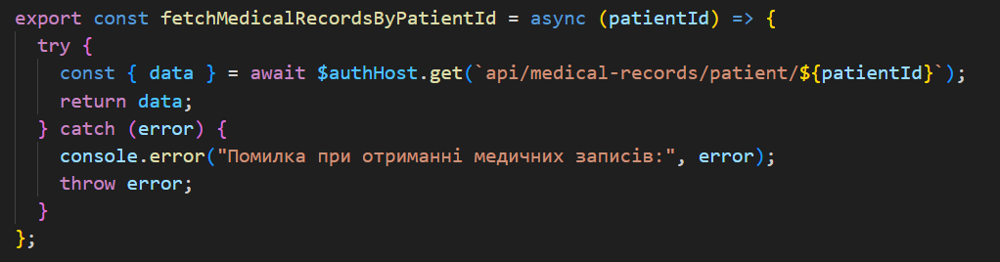 export const fetchMedicalRecordsByPatientId = async (patientId) => {
  try {
    const { data } = await $authHost.get(`api/medical-records/patient/${patientId}`);
    return data;
  } catch (error) {
    console.error("Помилка при отриманні медичних записів:", error);
    throw error;
  }
};